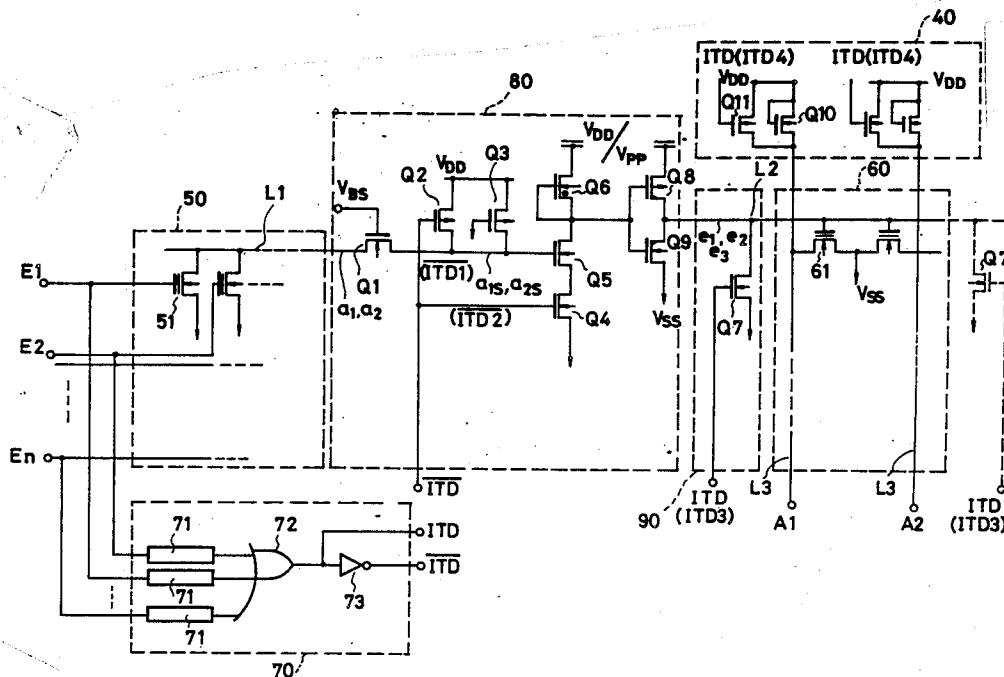 40
ITD(ITD4) ITD(ITD4)
80
VDD VDD
Q11 Q10
VDD/VPP
50 L1 VBS Q2 VDD Q3 Q6 Q8 L2 60
E1 Q1 (ITD1) a1S, a2S Q5 Q9 e1, e2 61 Q7
e3
51 a1, a2 (ITD2) Q4 VSS Q7 VSS
E2
En
ITD ITD L3 L3 ITD
90 (ITD3) A1 A2 (ITD3)
71 72 ITD
71 73 ITD
71
70